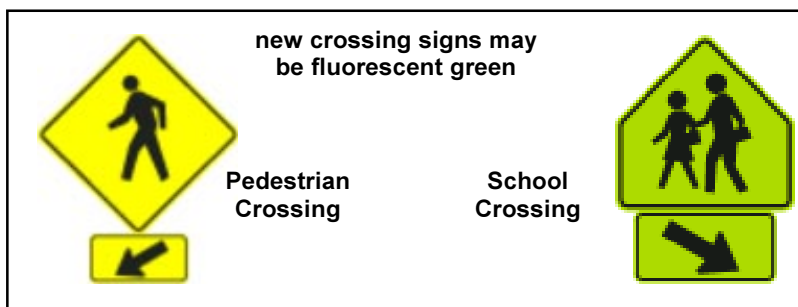 new crossing signs may
be fluorescent green
Pedestrian
Crossing
School
Crossing